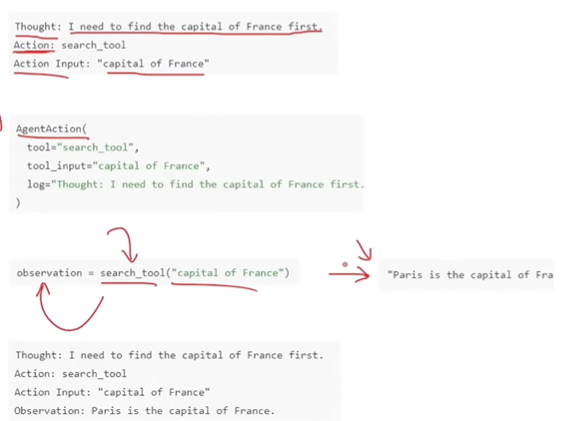 Thought: I need to find the capital of France first.
Action: search_tool
Action Input: "capital of France"
AgentAction(
tool="search_tool",
tool_input="capital of France",
log="Thought: I need to find the capital of France first.
)
observation = search_tool("capital of France")
"Paris is the capital of Fra
Thought: I need to find the capital of France first.
Action: search_tool
Action Input: "capital of France"
Observation: Paris is the capital of France.